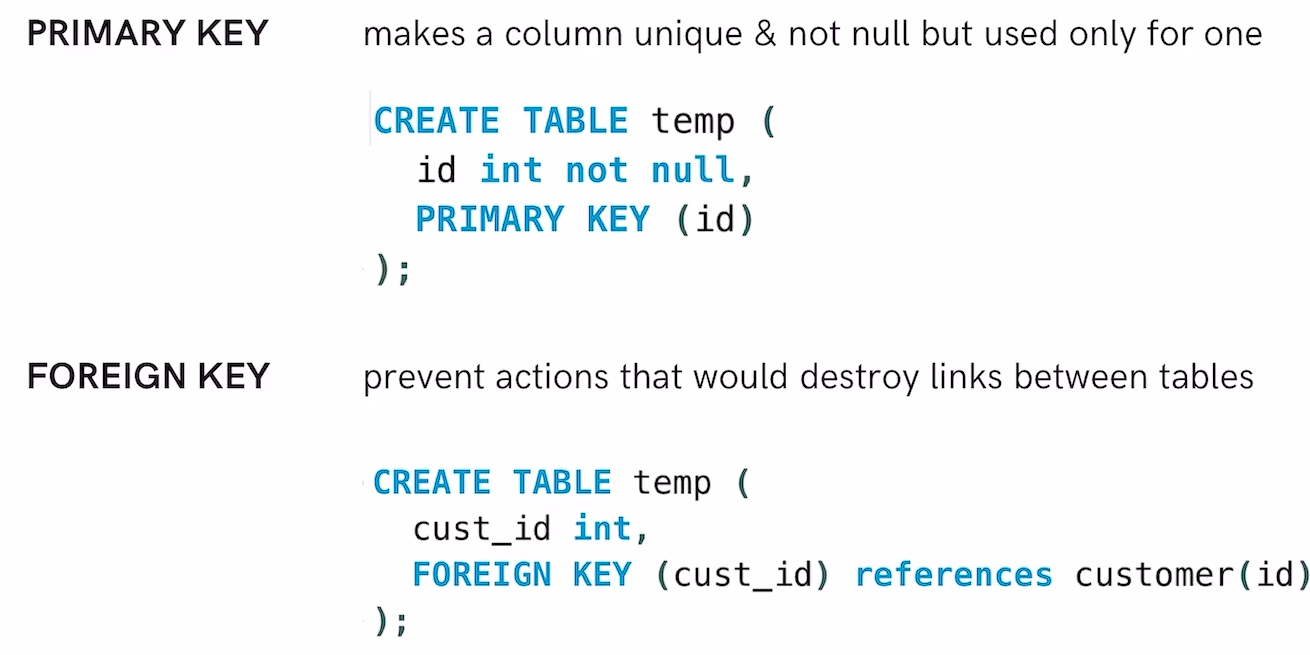 PRIMARY KEY makes a column unique & not null but used only for one
CREATE TABLE temp (
id int not null,
PRIMARY KEY (id)
);
FOREIGN KEY prevent actions that would destroy links between tables
CREATE TABLE temp (
cust_id int,
FOREIGN KEY (cust_id) references customer(id)
);